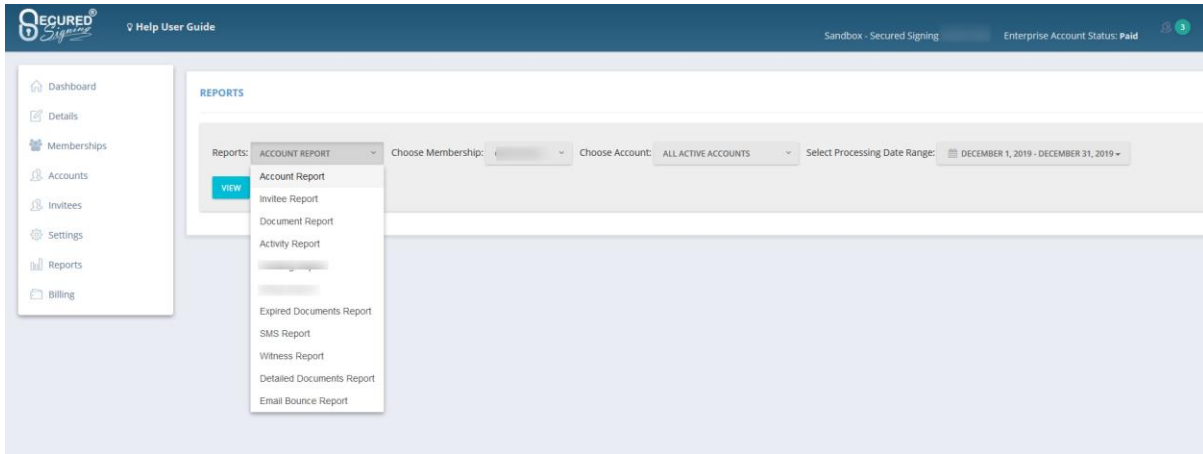 SECURED®
Signing
Help User Guide
Sandbox - Secured Signing
Enterprise Account Status: Paid
3
Dashboard
Details
Memberships
Accounts
Invitees
Settings
Reports
Billing
REPORTS
Reports: ACCOUNT REPORT Choose Membership: Choose Account: ALL ACTIVE ACCOUNTS Select Processing Date Range: DECEMBER 1, 2019 - DECEMBER 31, 2019
VIEW
Account Report
Invitee Report
Document Report
Activity Report
Expired Documents Report
SMS Report
Witness Report
Detailed Documents Report
Email Bounce Report